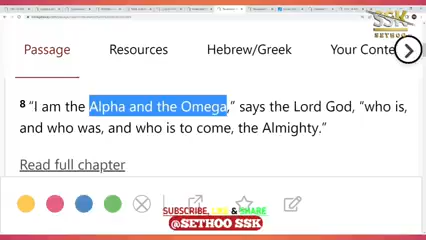 SSK
SETHOO
Passage Resources Hebrew/Greek Your Conte
8 “I am the Alpha and the Omega,” says the Lord God, “who is,
and who was, and who is to come, the Almighty.”
Read full chapter
SUBSCRIBE, LIKE & SHARE
@SETHOO SSK